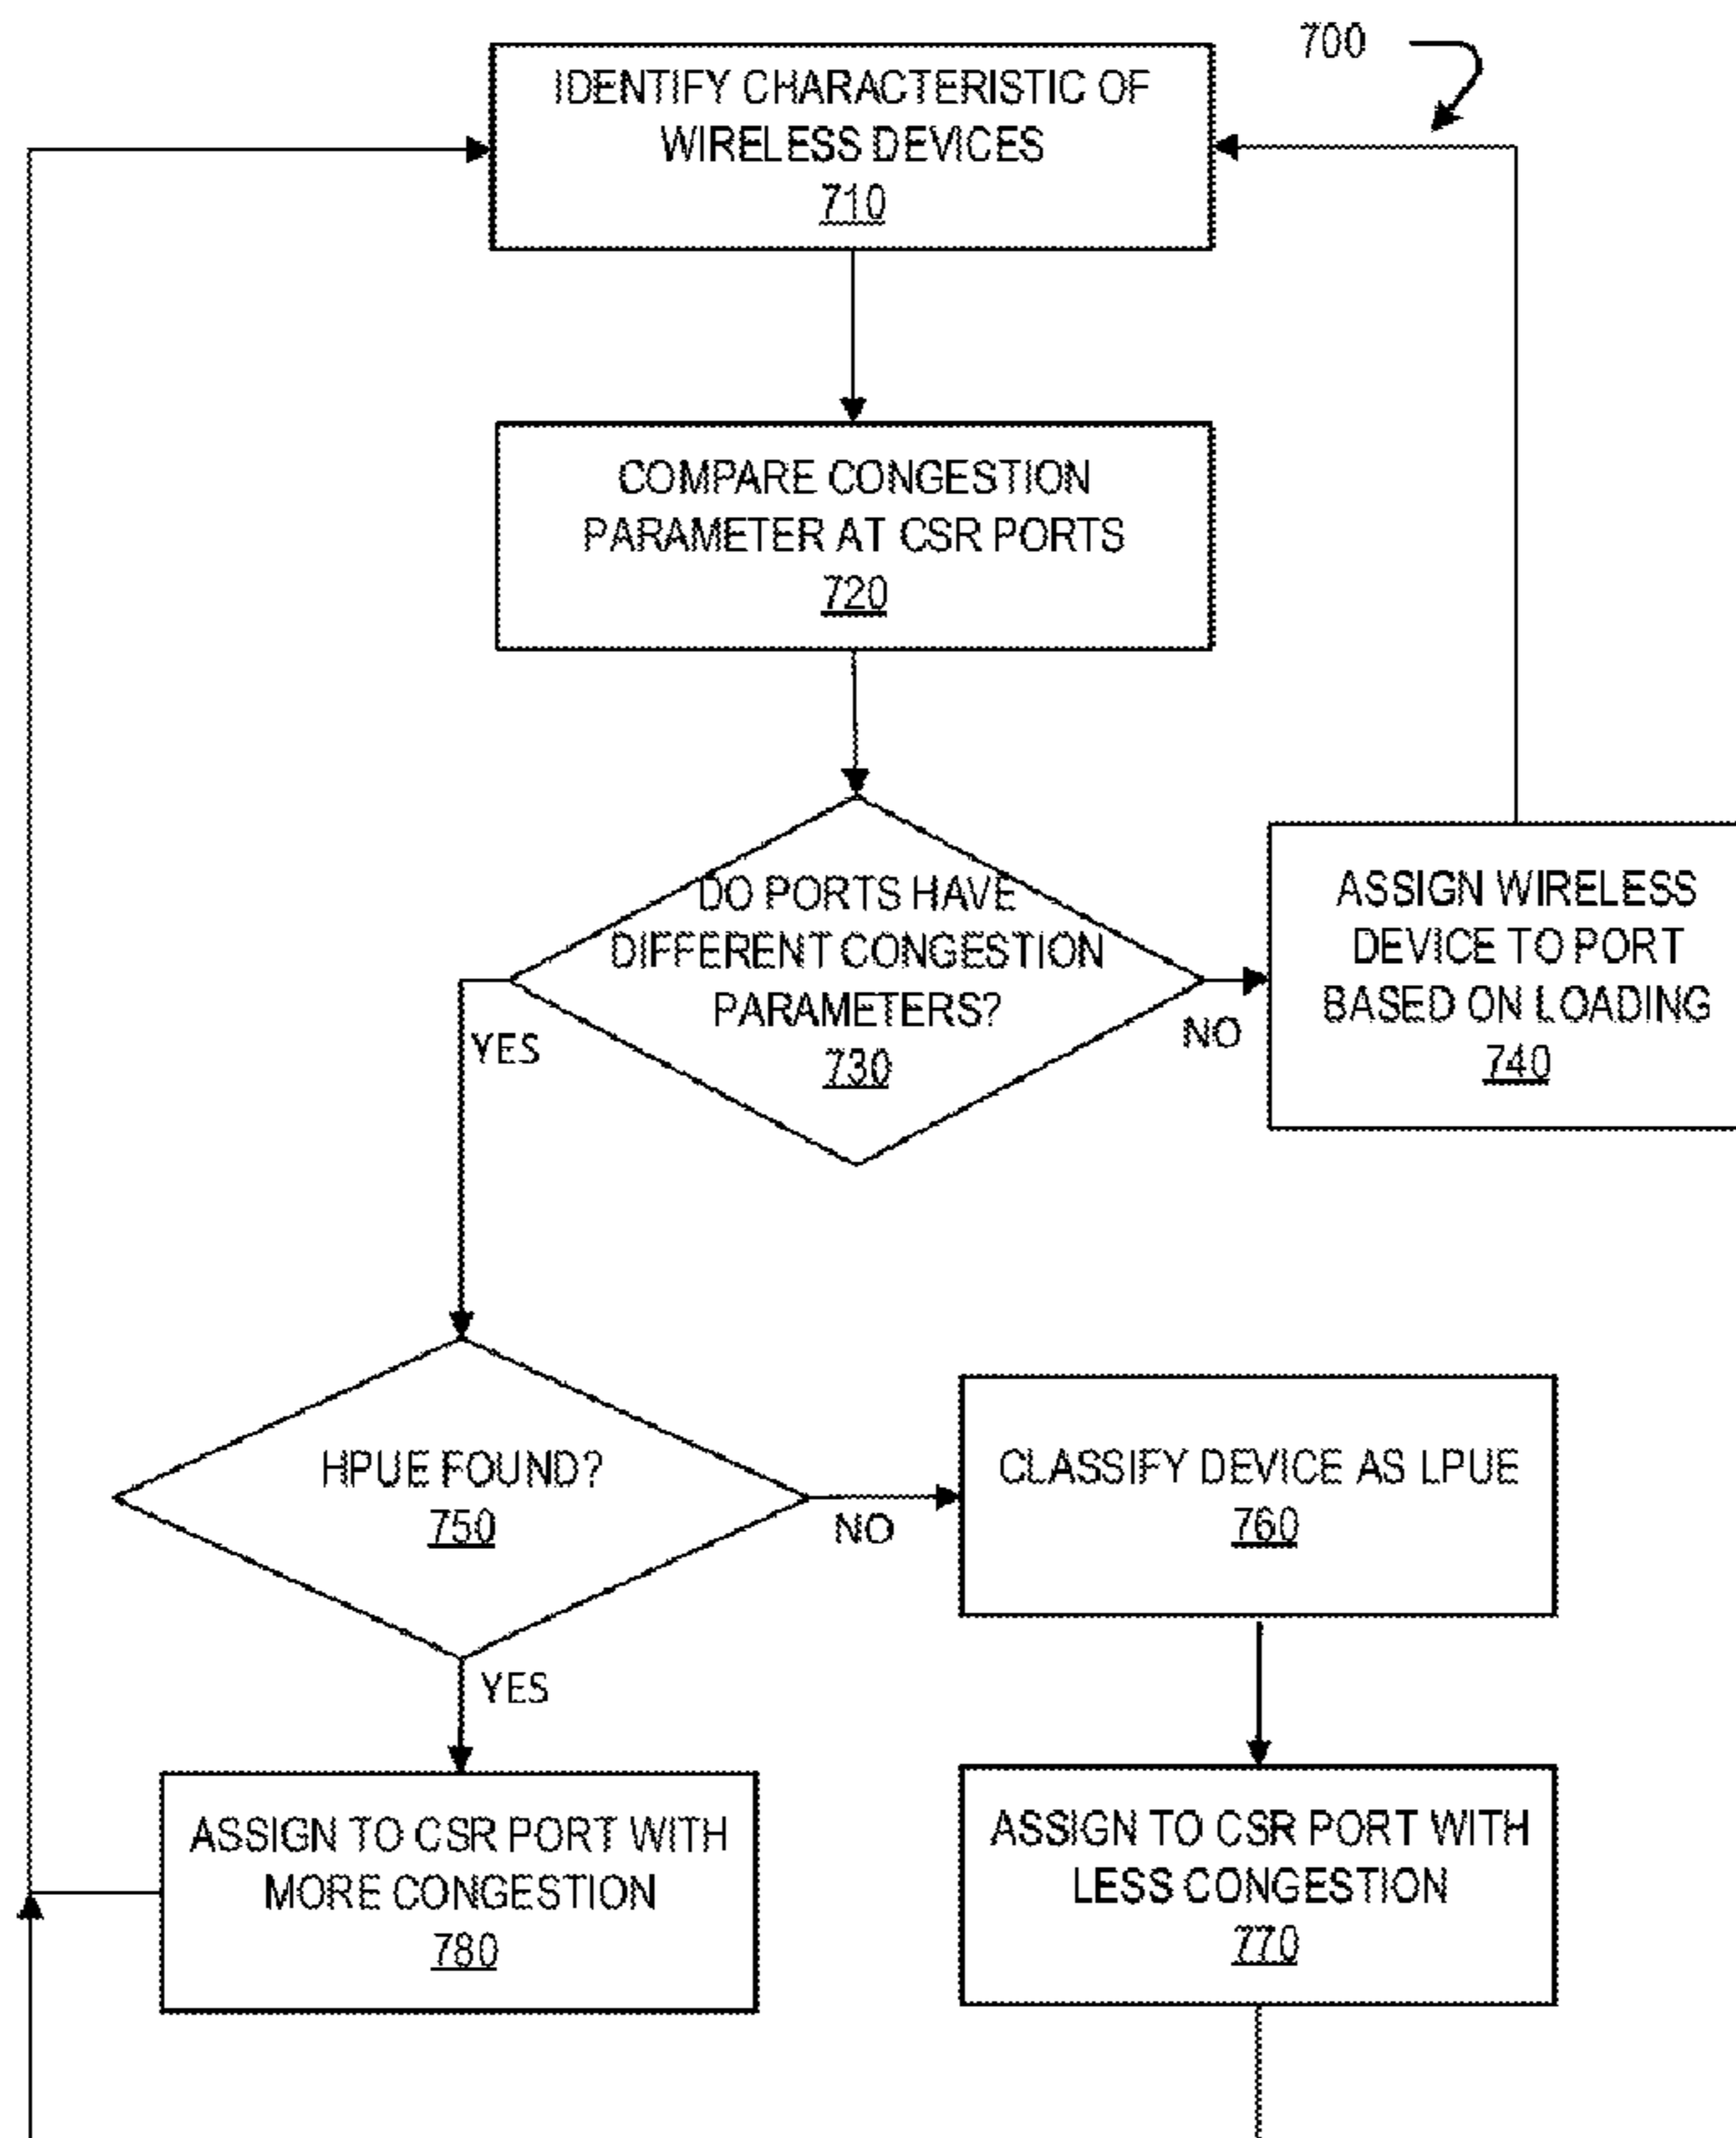 700
IDENTIFY CHARACTERISTIC OF
WIRELESS DEVICES
710
COMPARE CONGESTION
PARAMETER AT CSR PORTS
720
DO PORTS HAVE
DIFFERENT CONGESTION
PARAMETERS?
730
YES
NO
ASSIGN WIRELESS
DEVICE TO PORT
BASED ON LOADING
740
HPUE FOUND?
750
NO
YES
CLASSIFY DEVICE AS LPUE
760
ASSIGN TO CSR PORT WITH
MORE CONGESTION
780
ASSIGN TO CSR PORT WITH
LESS CONGESTION
770